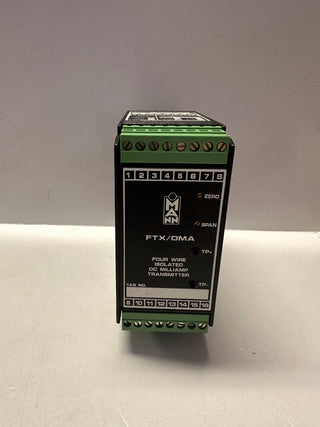 1 2 3 4 5 6 7 8
MANN
ZERO
SPAN
FTX/DMA
TP+
FOUR WIRE
ISOLATED
DC MILLIAMP
TRANSMITTER
TP-
TAG NO.
9 10 11 12 13 14 15 16